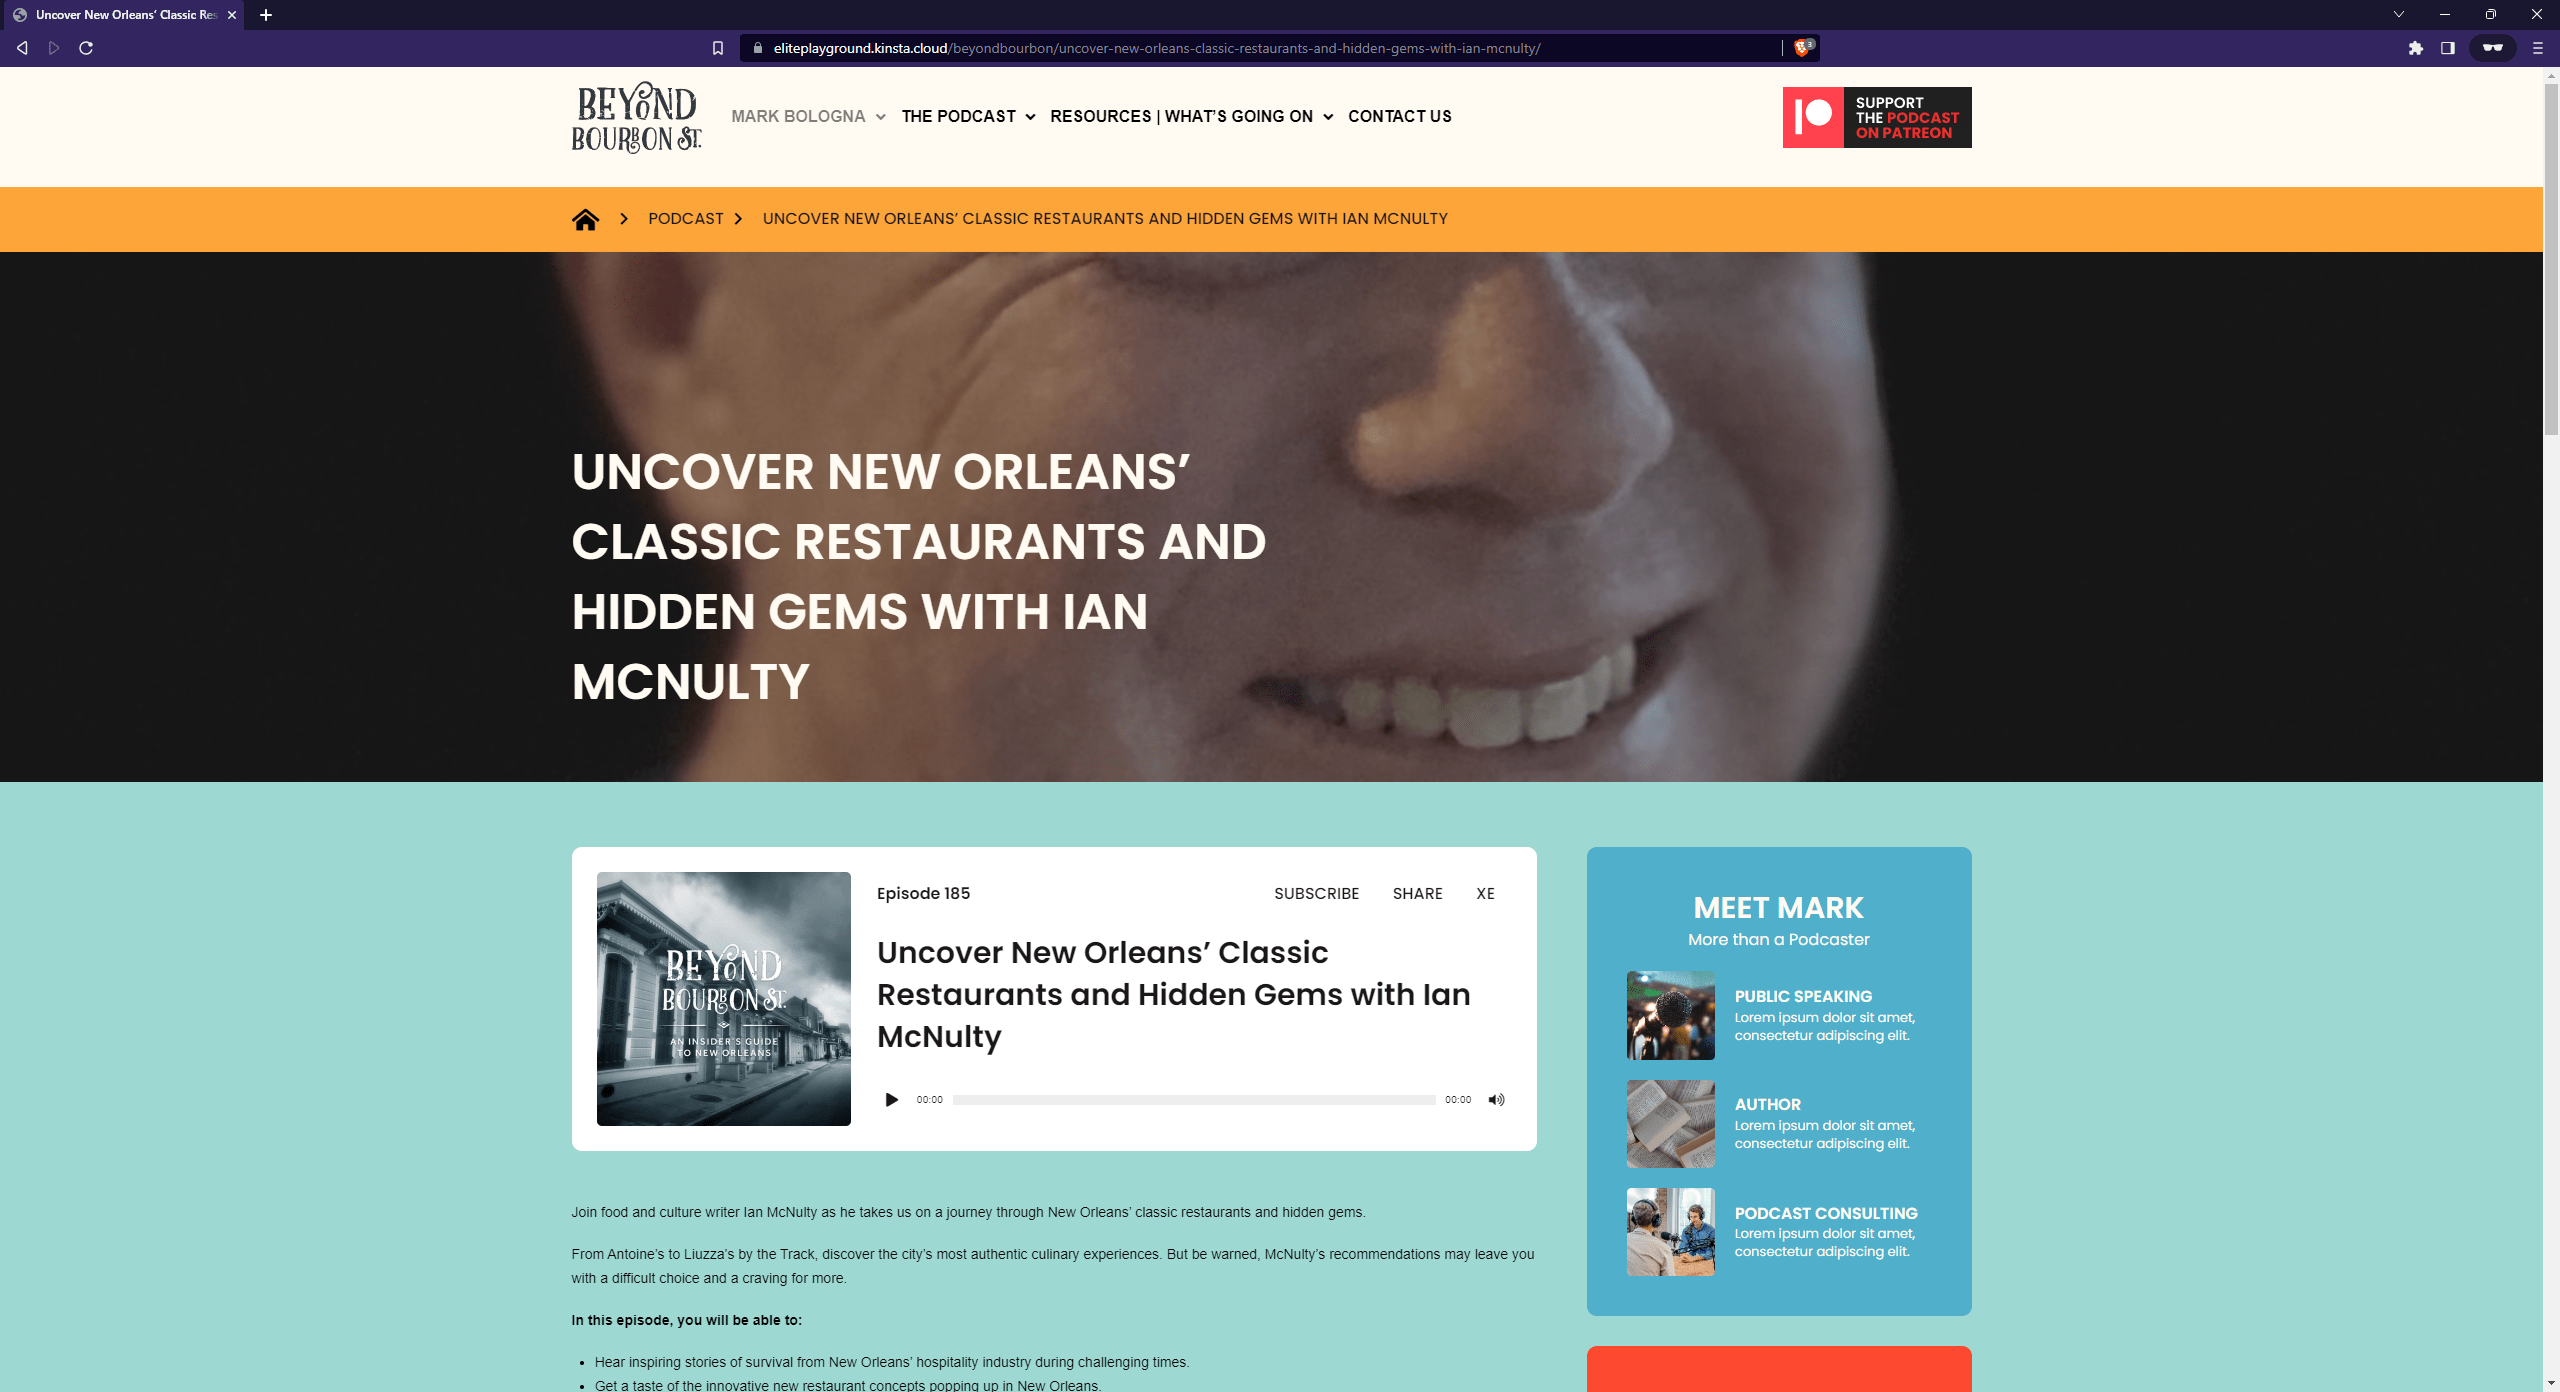 Uncover New Orleans’ Classic Res
eliteplayground.kinsta.cloud/beyondbourbon/uncover-new-orleans-classic-restaurants-and-hidden-gems-with-ian-mcnulty/
3
BEYOND
BOURBON ST.
MARK BOLOGNA
THE PODCAST
RESOURCES | WHAT’S GOING ON
CONTACT US
SUPPORT
THE PODCAST
ON PATREON
PODCAST
UNCOVER NEW ORLEANS’ CLASSIC RESTAURANTS AND HIDDEN GEMS WITH IAN MCNULTY
UNCOVER NEW ORLEANS’
CLASSIC RESTAURANTS AND
HIDDEN GEMS WITH IAN
MCNULTY
BEYOND
BOURBON ST.
AN INSIDER'S GUIDE
TO NEW ORLEANS
Episode 185
SUBSCRIBE
SHARE
XE
Uncover New Orleans’ Classic
Restaurants and Hidden Gems with Ian
McNulty
00:00
00:00
Join food and culture writer Ian McNulty as he takes us on a journey through New Orleans’ classic restaurants and hidden gems.
From Antoine’s to Liuzza’s by the Track, discover the city’s most authentic culinary experiences. But be warned, McNulty’s recommendations may leave you
with a difficult choice and a craving for more.
In this episode, you will be able to:
Hear inspiring stories of survival from New Orleans’ hospitality industry during challenging times.
Get a taste of the innovative new restaurant concepts popping up in New Orleans.
MEET MARK
More than a Podcaster
PUBLIC SPEAKING
Lorem ipsum dolor sit amet,
consectetur adipiscing elit.
AUTHOR
Lorem ipsum dolor sit amet,
consectetur adipiscing elit.
PODCAST CONSULTING
Lorem ipsum dolor sit amet,
consectetur adipiscing elit.